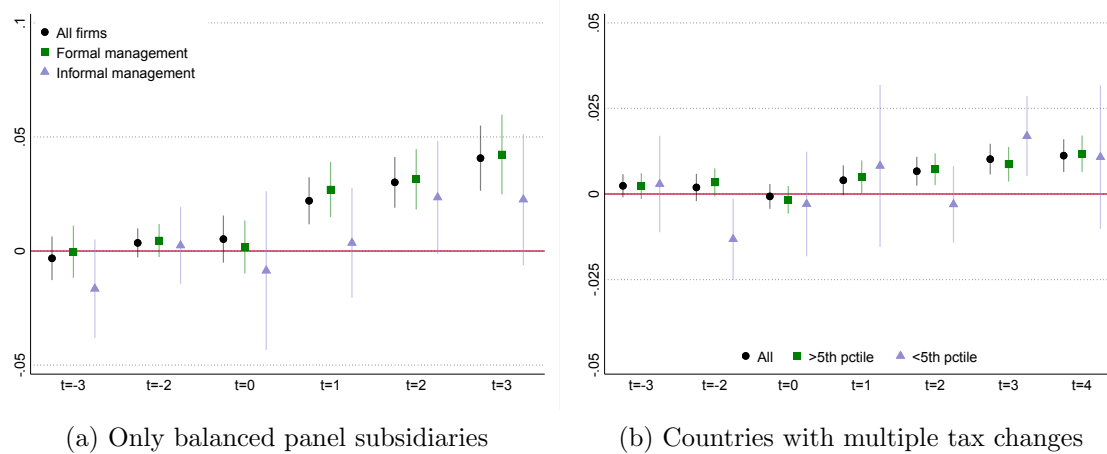 .1
.05
0
-.05
All firms
Formal management
Informal management
t=-3 t=-2 t=0 t=1 t=2 t=3
(a) Only balanced panel subsidiaries
.05
.025
0
-.025
-.05
All >5th pctile <5th pctile
t=-3 t=-2 t=0 t=1 t=2 t=3 t=4
(b) Countries with multiple tax changes